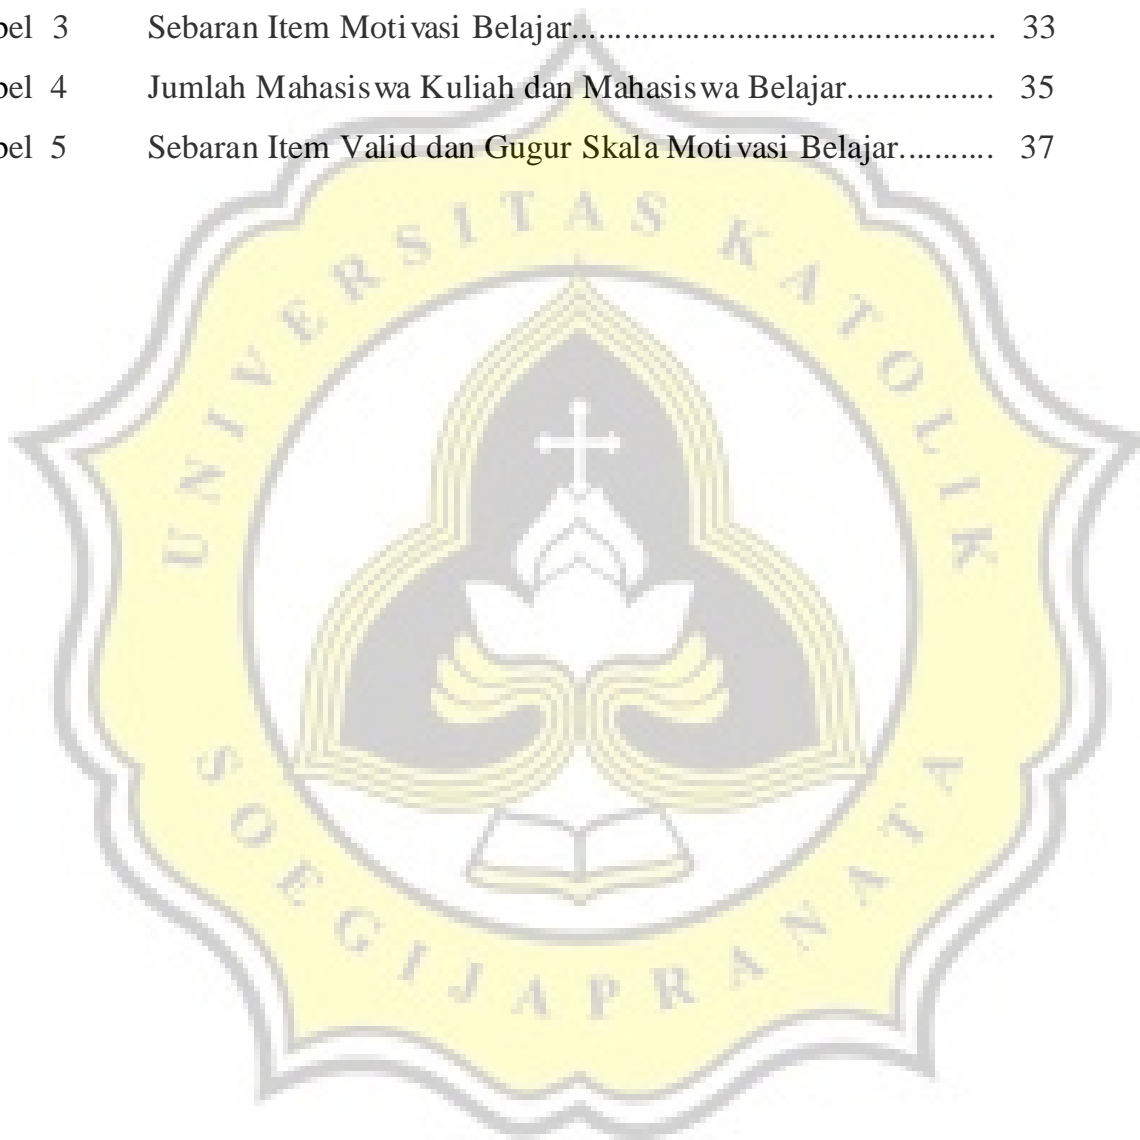 bel 3 Sebaran Item Motivasi Belajar............................................... 33
bel 4 Jumlah Mahasiswa Kuliah dan Mahasiswa Belajar................ 35
bel 5 Sebaran Item Valid dan Gugur Skala Motivasi Belajar........... 37
UNIVERSITAS KATOLIK
SOEGIJAPRANATA